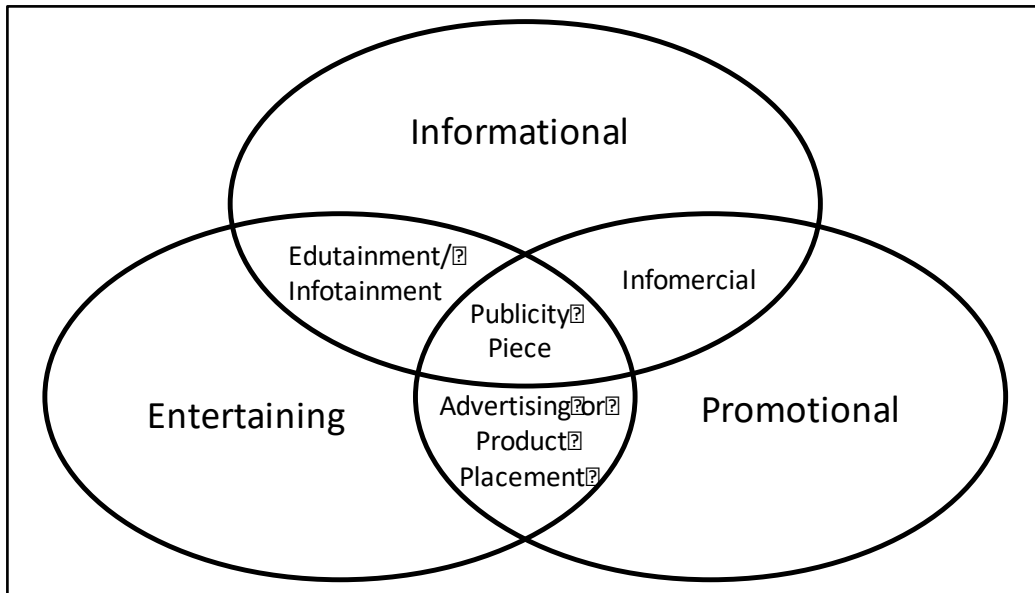 Informational
Edutainment/⍰
Infotainment
Infomercial
Publicity⍰
Piece
Entertaining
Advertising⍰or⍰
Product⍰
Placement⍰
Promotional